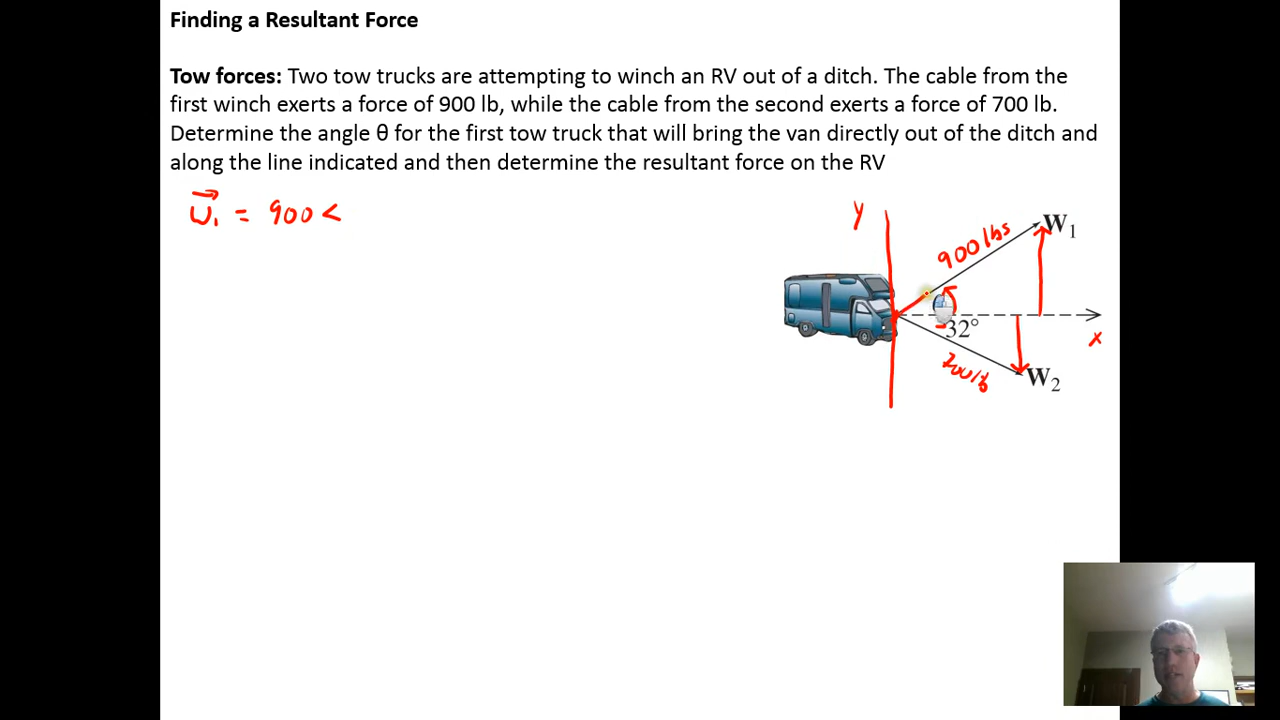 Finding a Resultant Force
Tow forces: Two tow trucks are attempting to winch an RV out of a ditch. The cable from the
first winch exerts a force of 900 lb, while the cable from the second exerts a force of 700 lb.
Determine the angle θ for the first tow truck that will bring the van directly out of the ditch and
along the line indicated and then determine the resultant force on the RV
W₁ = 900 <
y
900 lbs
W₁
-32°
x
700 lb
W₂